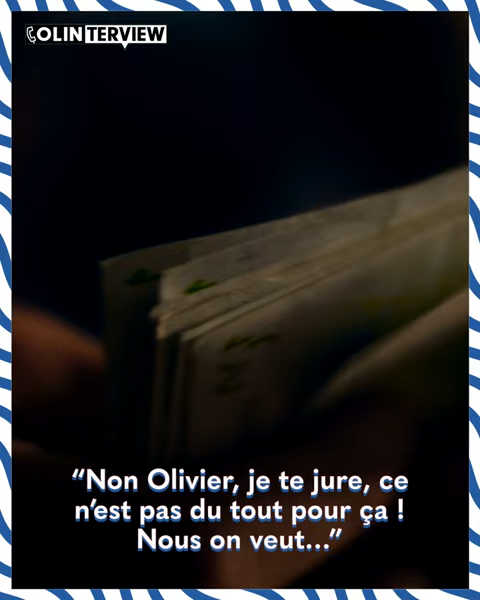 COLINTERVIEW
“Non Olivier, je te jure, ce
n’est pas du tout pour ça !
Nous on veut...”